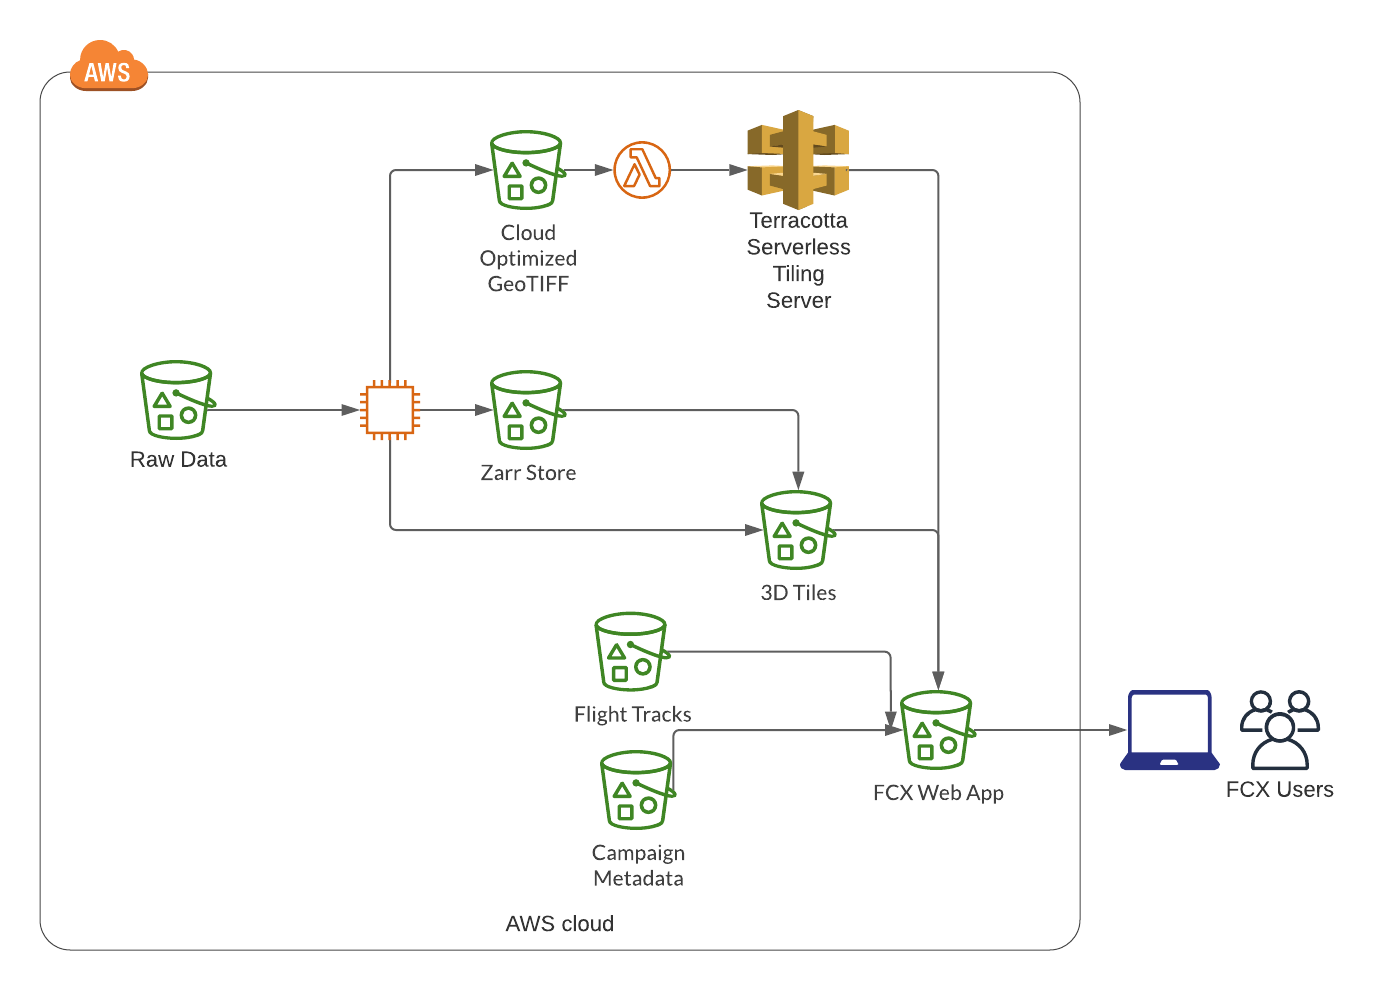 AWS
Cloud
Optimized
GeoTIFF
Terracotta
Serverless
Tiling
Server
Raw Data
Zarr Store
3D Tiles
Flight Tracks
FCX Web App
FCX Users
Campaign
Metadata
AWS cloud